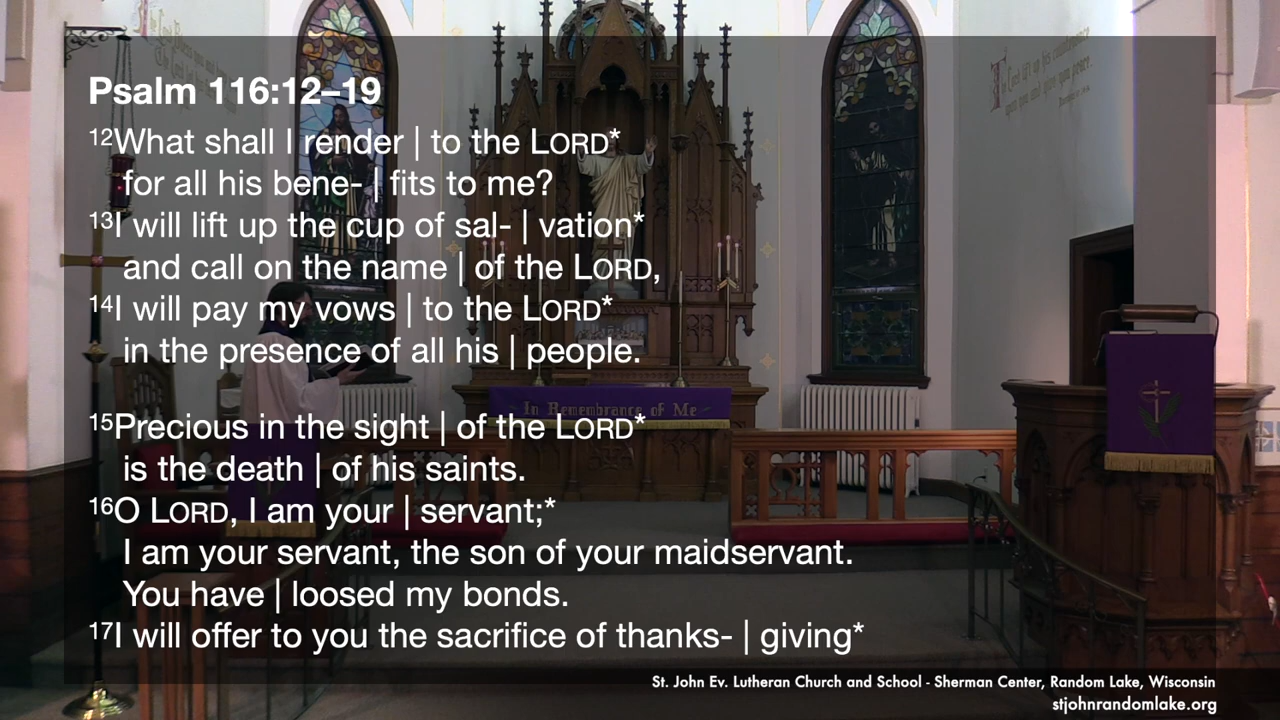 Psalm 116:12–19
12What shall I render | to the LORD*
for all his bene- | fits to me?
13I will lift up the cup of sal- | vation*
and call on the name | of the LORD,
14I will pay my vows | to the LORD*
in the presence of all his | people.
15Precious in the sight | of the LORD*
is the death | of his saints.
16O LORD, I am your | servant;*
I am your servant, the son of your maidservant.
You have | loosed my bonds.
17I will offer to you the sacrifice of thanks- | giving*
In Remembrance of Me
St. John Ev. Lutheran Church and School - Sherman Center, Random Lake, Wisconsin
stjohnrandomlake.org